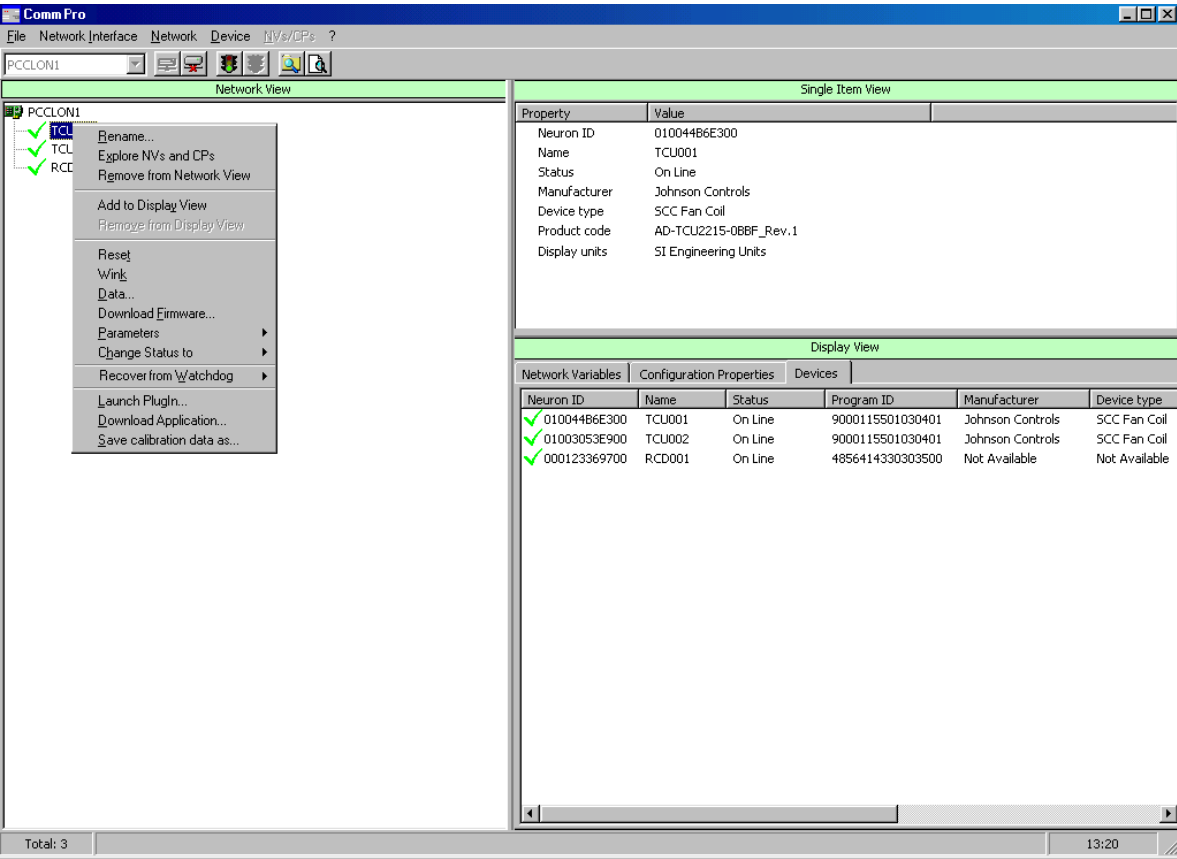 Comm Pro
File Network Interface Network Device NVs/CPs ?
PCCLON1
Network View
PCCLON1
TCU
TCU
RCD
Rename...
Explore NVs and CPs
Remove from Network View
Add to Display View
Remove from Display View
Reset
Wink
Data...
Download Firmware...
Parameters
Change Status to
Recover from Watchdog
Launch PlugIn...
Download Application...
Save calibration data as...
Single Item View
Property Value
Neuron ID 010044B6E300
Name TCU001
Status On Line
Manufacturer Johnson Controls
Device type SCC Fan Coil
Product code AD-TCU2215-0BBF_Rev.1
Display units SI Engineering Units
Display View
Network Variables Configuration Properties Devices
Neuron ID Name Status Program ID Manufacturer Device type
010044B6E300 TCU001 On Line 9000115501030401 Johnson Controls SCC Fan Coil
01003053E900 TCU002 On Line 9000115501030401 Johnson Controls SCC Fan Coil
000123369700 RCD001 On Line 4856414330303500 Not Available Not Available
Total: 3
13:20